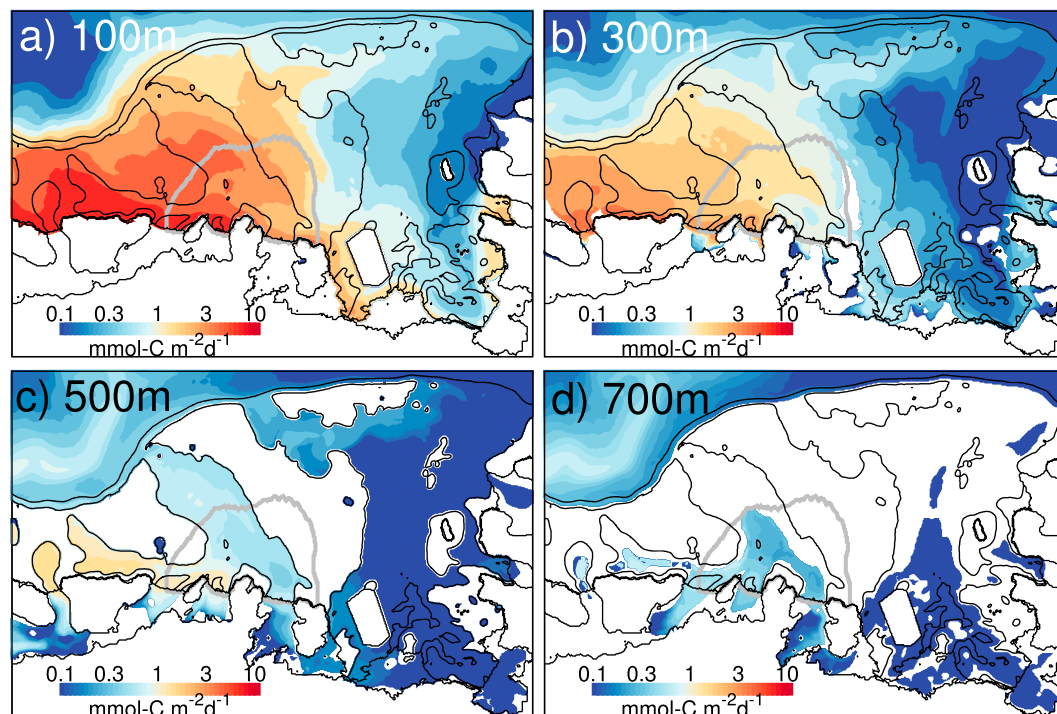 a) 100m
b) 300m
0.1 0.3 1 3 10
mmol-C m-2d-1
0.1 0.3 1 3 10
mmol-C m-2d-1
c) 500m
d) 700m
0.1 0.3 1 3 10
mmol-C m-2d-1
0.1 0.3 1 3 10
mmol-C m-2d-1